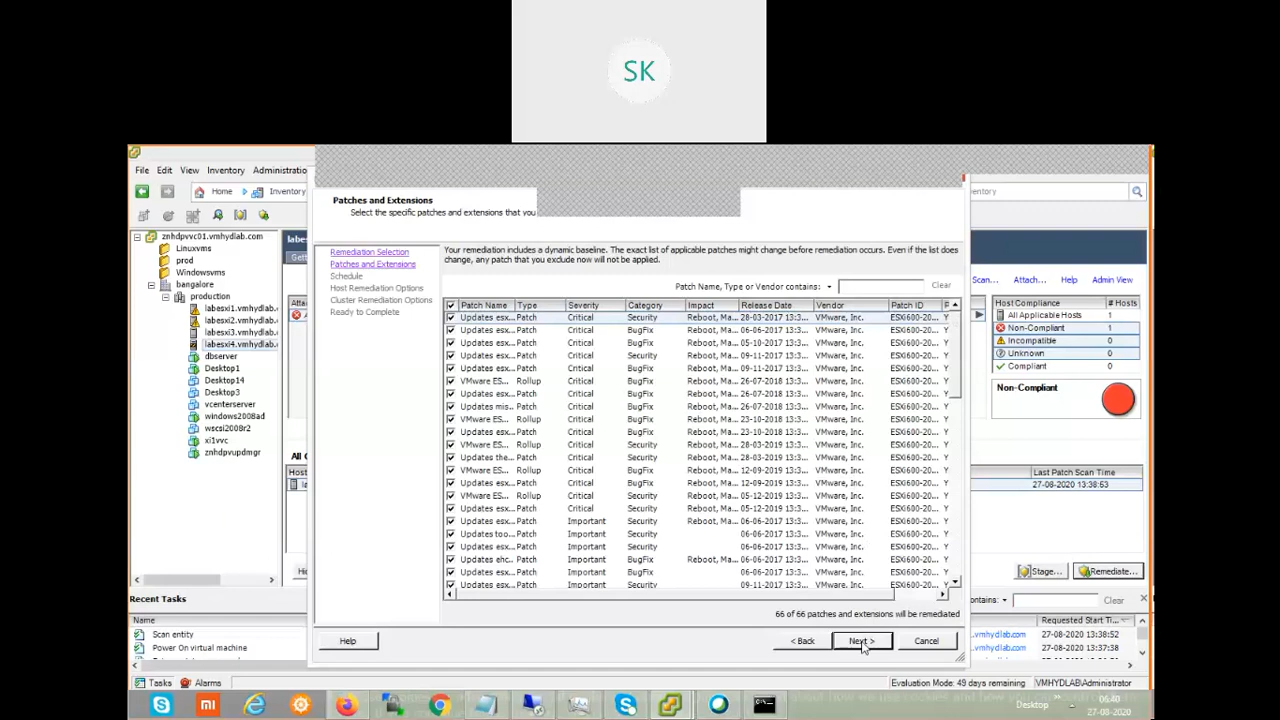 SK
File Edit View Inventory Administratio
Home Inventory
entory
znhdpvvc01.vmhydlab.com
Linuxvms
prod
Windowsvms
bangalore
production
labesxi1.vmhydlab.
labesxi2.vmhydlab.
labesxi3.vmhydlab.
labesxi4.vmhydlab.
dbserver
Desktop1
Desktop14
Desktop3
vcenterserver
windows2008ad
wscsi2008r2
xi1vvc
znhdpvupdmgr
labes
Patches and Extensions
Select the specific patches and extensions that you
Remediation Selection
Patches and Extensions
Schedule
Host Remediation Options
Cluster Remediation Options
Ready to Complete
Your remediation includes a dynamic baseline. The exact list of applicable patches might change before remediation occurs. Even if the list does
change, any patch that you exclude now will not be applied.
Patch Name, Type or Vendor contains: Clear
Patch Name Type Severity Category Impact Release Date Vendor Patch ID
Updates esx... Patch Critical Security Reboot, Ma... 28-03-2017 13:3... VMware, Inc. ESXi600-20... Y
Updates esx... Patch Critical BugFix Reboot, Ma... 06-06-2017 13:3... VMware, Inc. ESXi600-20... Y
Updates esx... Patch Critical BugFix Reboot, Ma... 05-10-2017 13:3... VMware, Inc. ESXi600-20... Y
Updates esx... Patch Critical Security Reboot, Ma... 09-11-2017 13:3... VMware, Inc. ESXi600-20... Y
Updates esx... Patch Critical BugFix Reboot, Ma... 09-11-2017 13:3... VMware, Inc. ESXi600-20... Y
VMware ES... Rollup Critical BugFix Reboot, Ma... 26-07-2018 13:3... VMware, Inc. ESXi600-20... Y
Updates esx... Patch Critical BugFix Reboot, Ma... 26-07-2018 13:3... VMware, Inc. ESXi600-20... Y
Updates mis... Patch Critical BugFix Reboot, Ma... 26-07-2018 13:3... VMware, Inc. ESXi600-20... Y
VMware ES... Rollup Critical BugFix Reboot, Ma... 23-10-2018 13:3... VMware, Inc. ESXi600-20... Y
Updates esx... Patch Critical BugFix Reboot, Ma... 23-10-2018 13:3... VMware, Inc. ESXi600-20... Y
VMware ES... Rollup Critical Security Reboot, Ma... 28-03-2019 13:3... VMware, Inc. ESXi600-20... Y
Updates the... Patch Critical Security Reboot, Ma... 28-03-2019 13:3... VMware, Inc. ESXi600-20... Y
VMware ES... Rollup Critical BugFix Reboot, Ma... 12-09-2019 13:3... VMware, Inc. ESXi600-20... Y
Updates esx... Patch Critical BugFix Reboot, Ma... 12-09-2019 13:3... VMware, Inc. ESXi600-20... Y
VMware ES... Rollup Critical Security Reboot, Ma... 05-12-2019 13:3... VMware, Inc. ESXi600-20... Y
Updates esx... Patch Critical Security Reboot, Ma... 05-12-2019 13:3... VMware, Inc. ESXi600-20... Y
Updates esx... Patch Important Security Reboot, Ma... 06-06-2017 13:3... VMware, Inc. ESXi600-20... Y
Updates too... Patch Important Security 06-06-2017 13:3... VMware, Inc. ESXi600-20... Y
Updates ehc... Patch Important BugFix Reboot, Ma... 06-06-2017 13:3... VMware, Inc. ESXi600-20... Y
Updates esx... Patch Important BugFix 06-06-2017 13:3... VMware, Inc. ESXi600-20... Y
Updates esx... Patch Important Security 09-11-2017 13:3... VMware, Inc. ESXi600-20... Y
66 of 66 patches and extensions will be remediated
Help < Back Next > Cancel
Scan... Attach... Help Admin View
Host Compliance # Hosts
All Applicable Hosts 1
Non-Compliant 1
Incompatible 0
Unknown 0
Compliant 0
Non-Compliant
Last Patch Scan Time
27-08-2020 13:38:53
Stage... Remediate...
Recent Tasks
ontains: Clear
Name
Requested Start Ti...
Scan entity
dlab.com 27-08-2020 13:38:52
Power On virtual machine
dlab.com 27-08-2020 13:37:38
Tasks Alarms
Evaluation Mode: 49 days remaining VMHYDLAB\Administrator
Desktop
06:40
27-08-2020